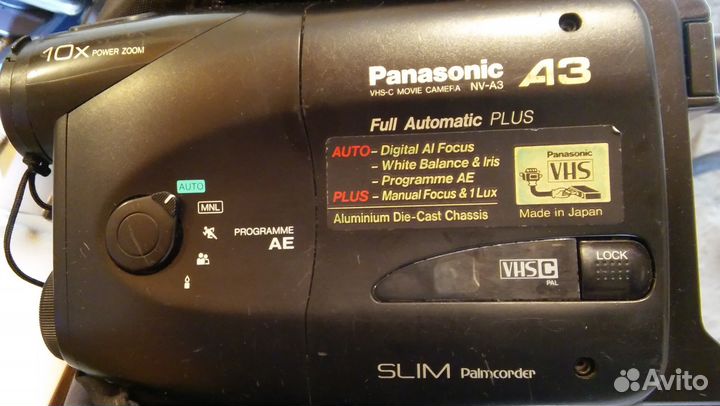 10x POWER ZOOM
Panasonic A3
VHS-C MOVIE CAMERA NV-A3
Full Automatic PLUS
AUTO – Digital AI Focus
– White Balance & Iris
– Programme AE
PLUS – Manual Focus & 1Lux
Aluminium Die-Cast Chassis
Panasonic
VHS
Made in Japan
AUTO
MNL
PROGRAMME
AE
VHS C
PAL
LOCK
SLIM Palmcorder
Avito